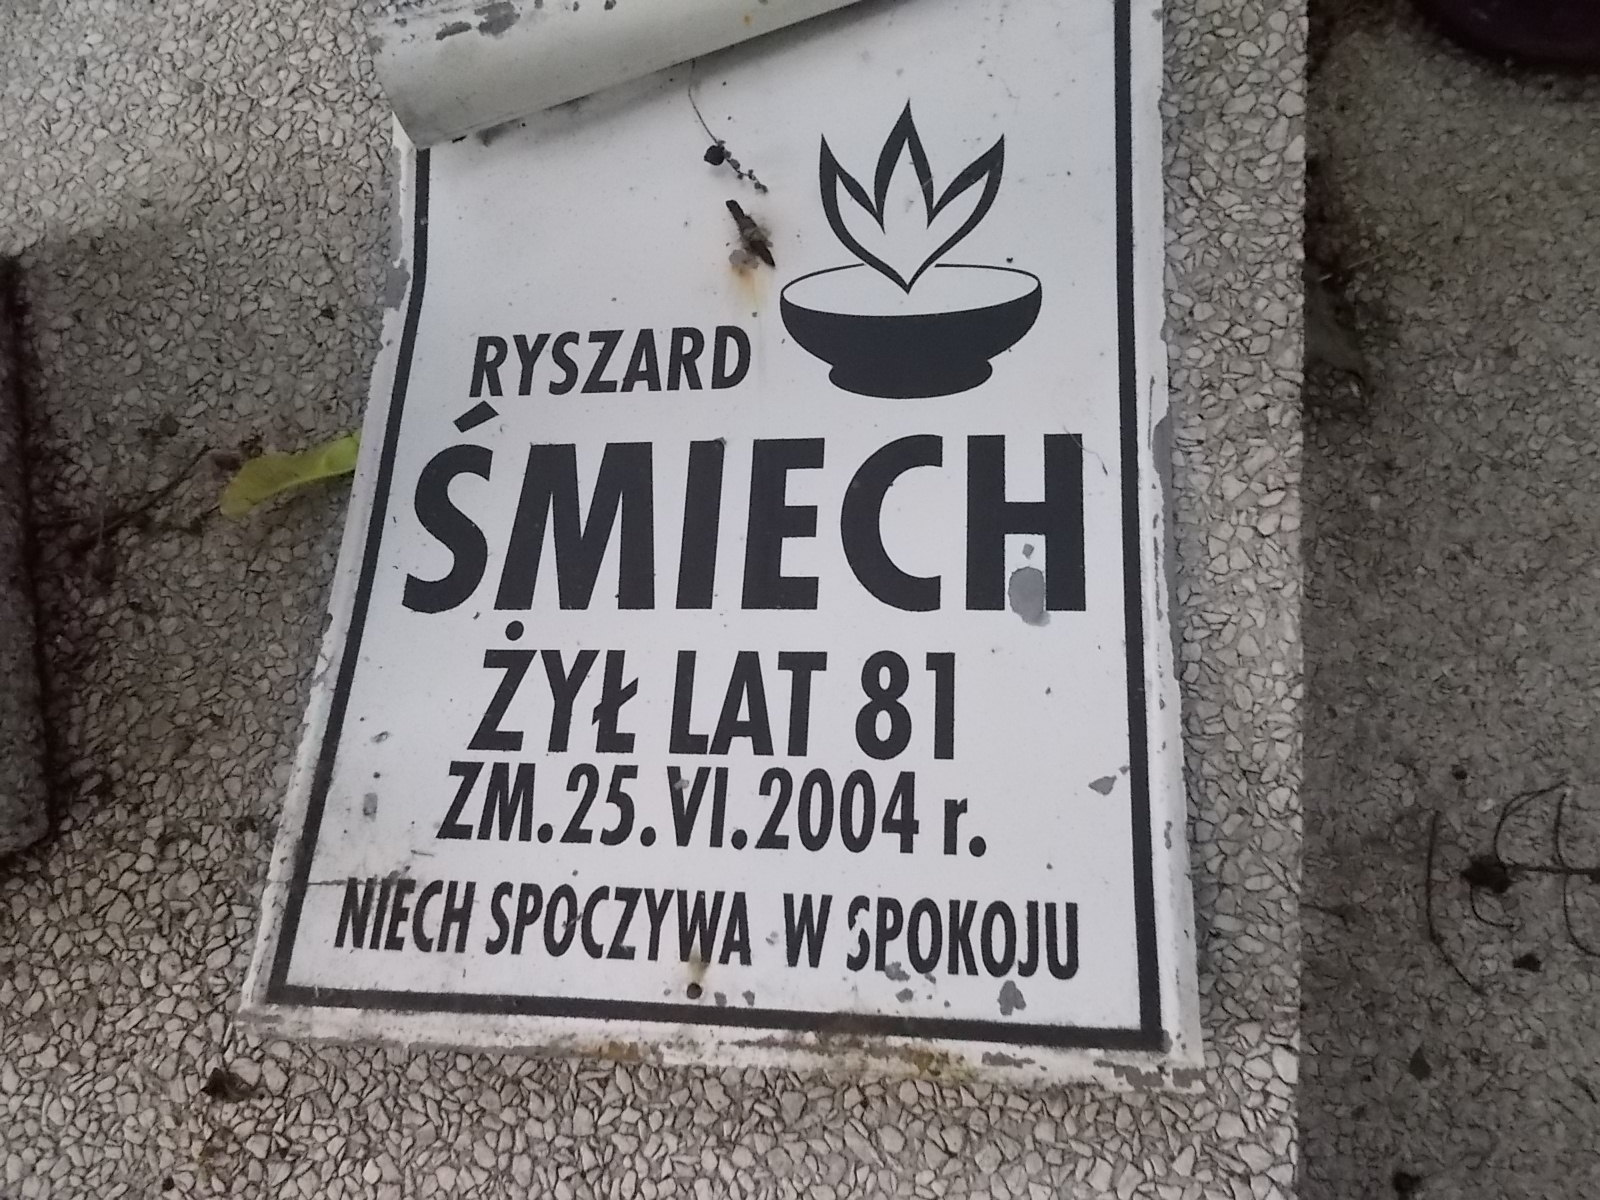 RYSZARD
ŚMIECH
ŻYŁ LAT 81
ZM.25.VI.2004 r.
NIECH SPOCZYWA W SPOKOJU